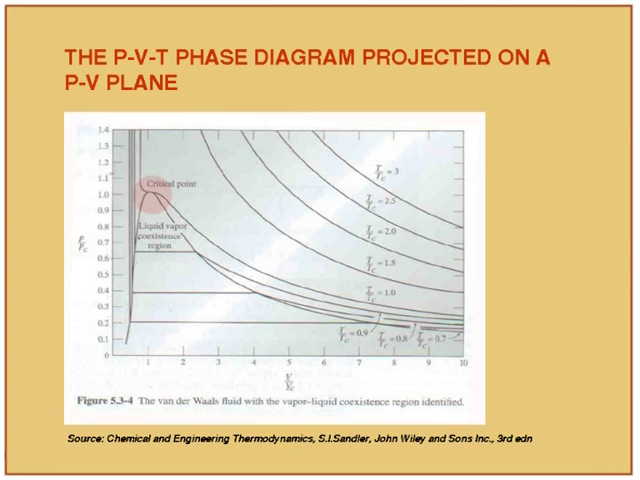 THE P-V-T PHASE DIAGRAM PROJECTED ON A
P-V PLANE
1.4
1.3
1.2
1.1
1.0
0.9
0.8
0.7
0.6
0.5
0.4
0.3
0.2
0.1
0
P/Pc
Critical point
Liquid vapor
coexistence
region
T/Tc = 3
T/Tc = 2.5
T/Tc = 2.0
T/Tc = 1.5
T/Tc = 1.0
T/Tc = 0.9 T/Tc = 0.8 T/Tc = 0.7
1 2 3 4 5 6 7 8 9 10
V/Vc
Figure 5.3-4 The van der Waals fluid with the vapor–liquid coexistence region identified.
Source: Chemical and Engineering Thermodynamics, S.I.Sandler, John Wiley and Sons Inc., 3rd edn